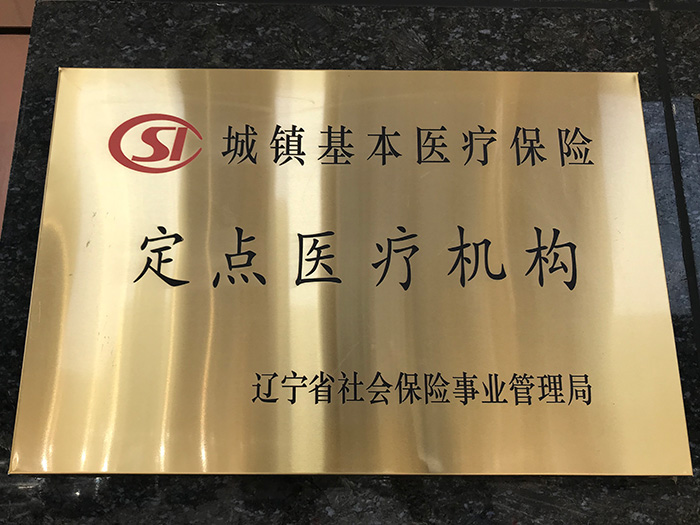 SI 城镇基本医疗保险
定点医疗机构
辽宁省社会保险事业管理局